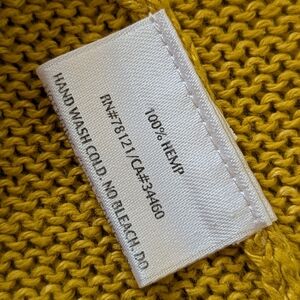 100% HEMP
RN#78121/CA#34460
HAND WASH COLD. NO BLEACH. DO